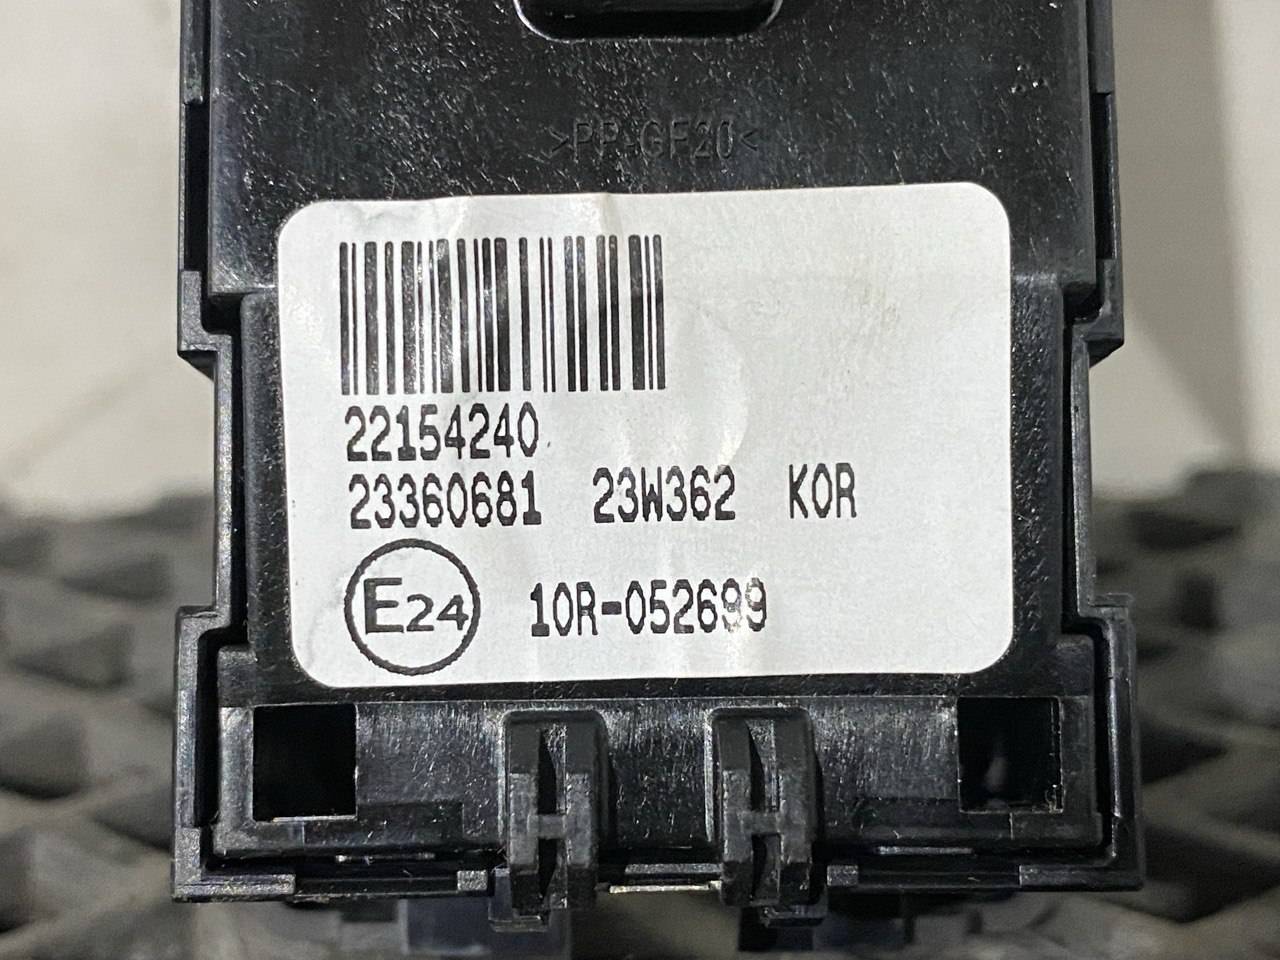 >PP-GF20<
22154240
23360681 23W362 KOR
E24 10R-052699